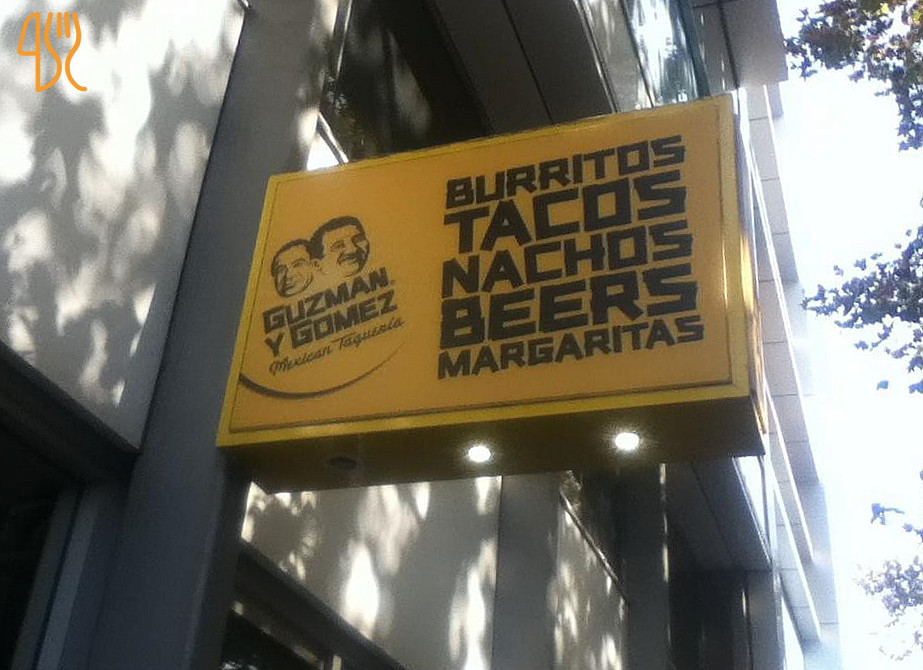 GUZMAN
Y GOMEZ
Mexican Taqueria
BURRITOS
TACOS
NACHOS
BEERS
MARGARITAS